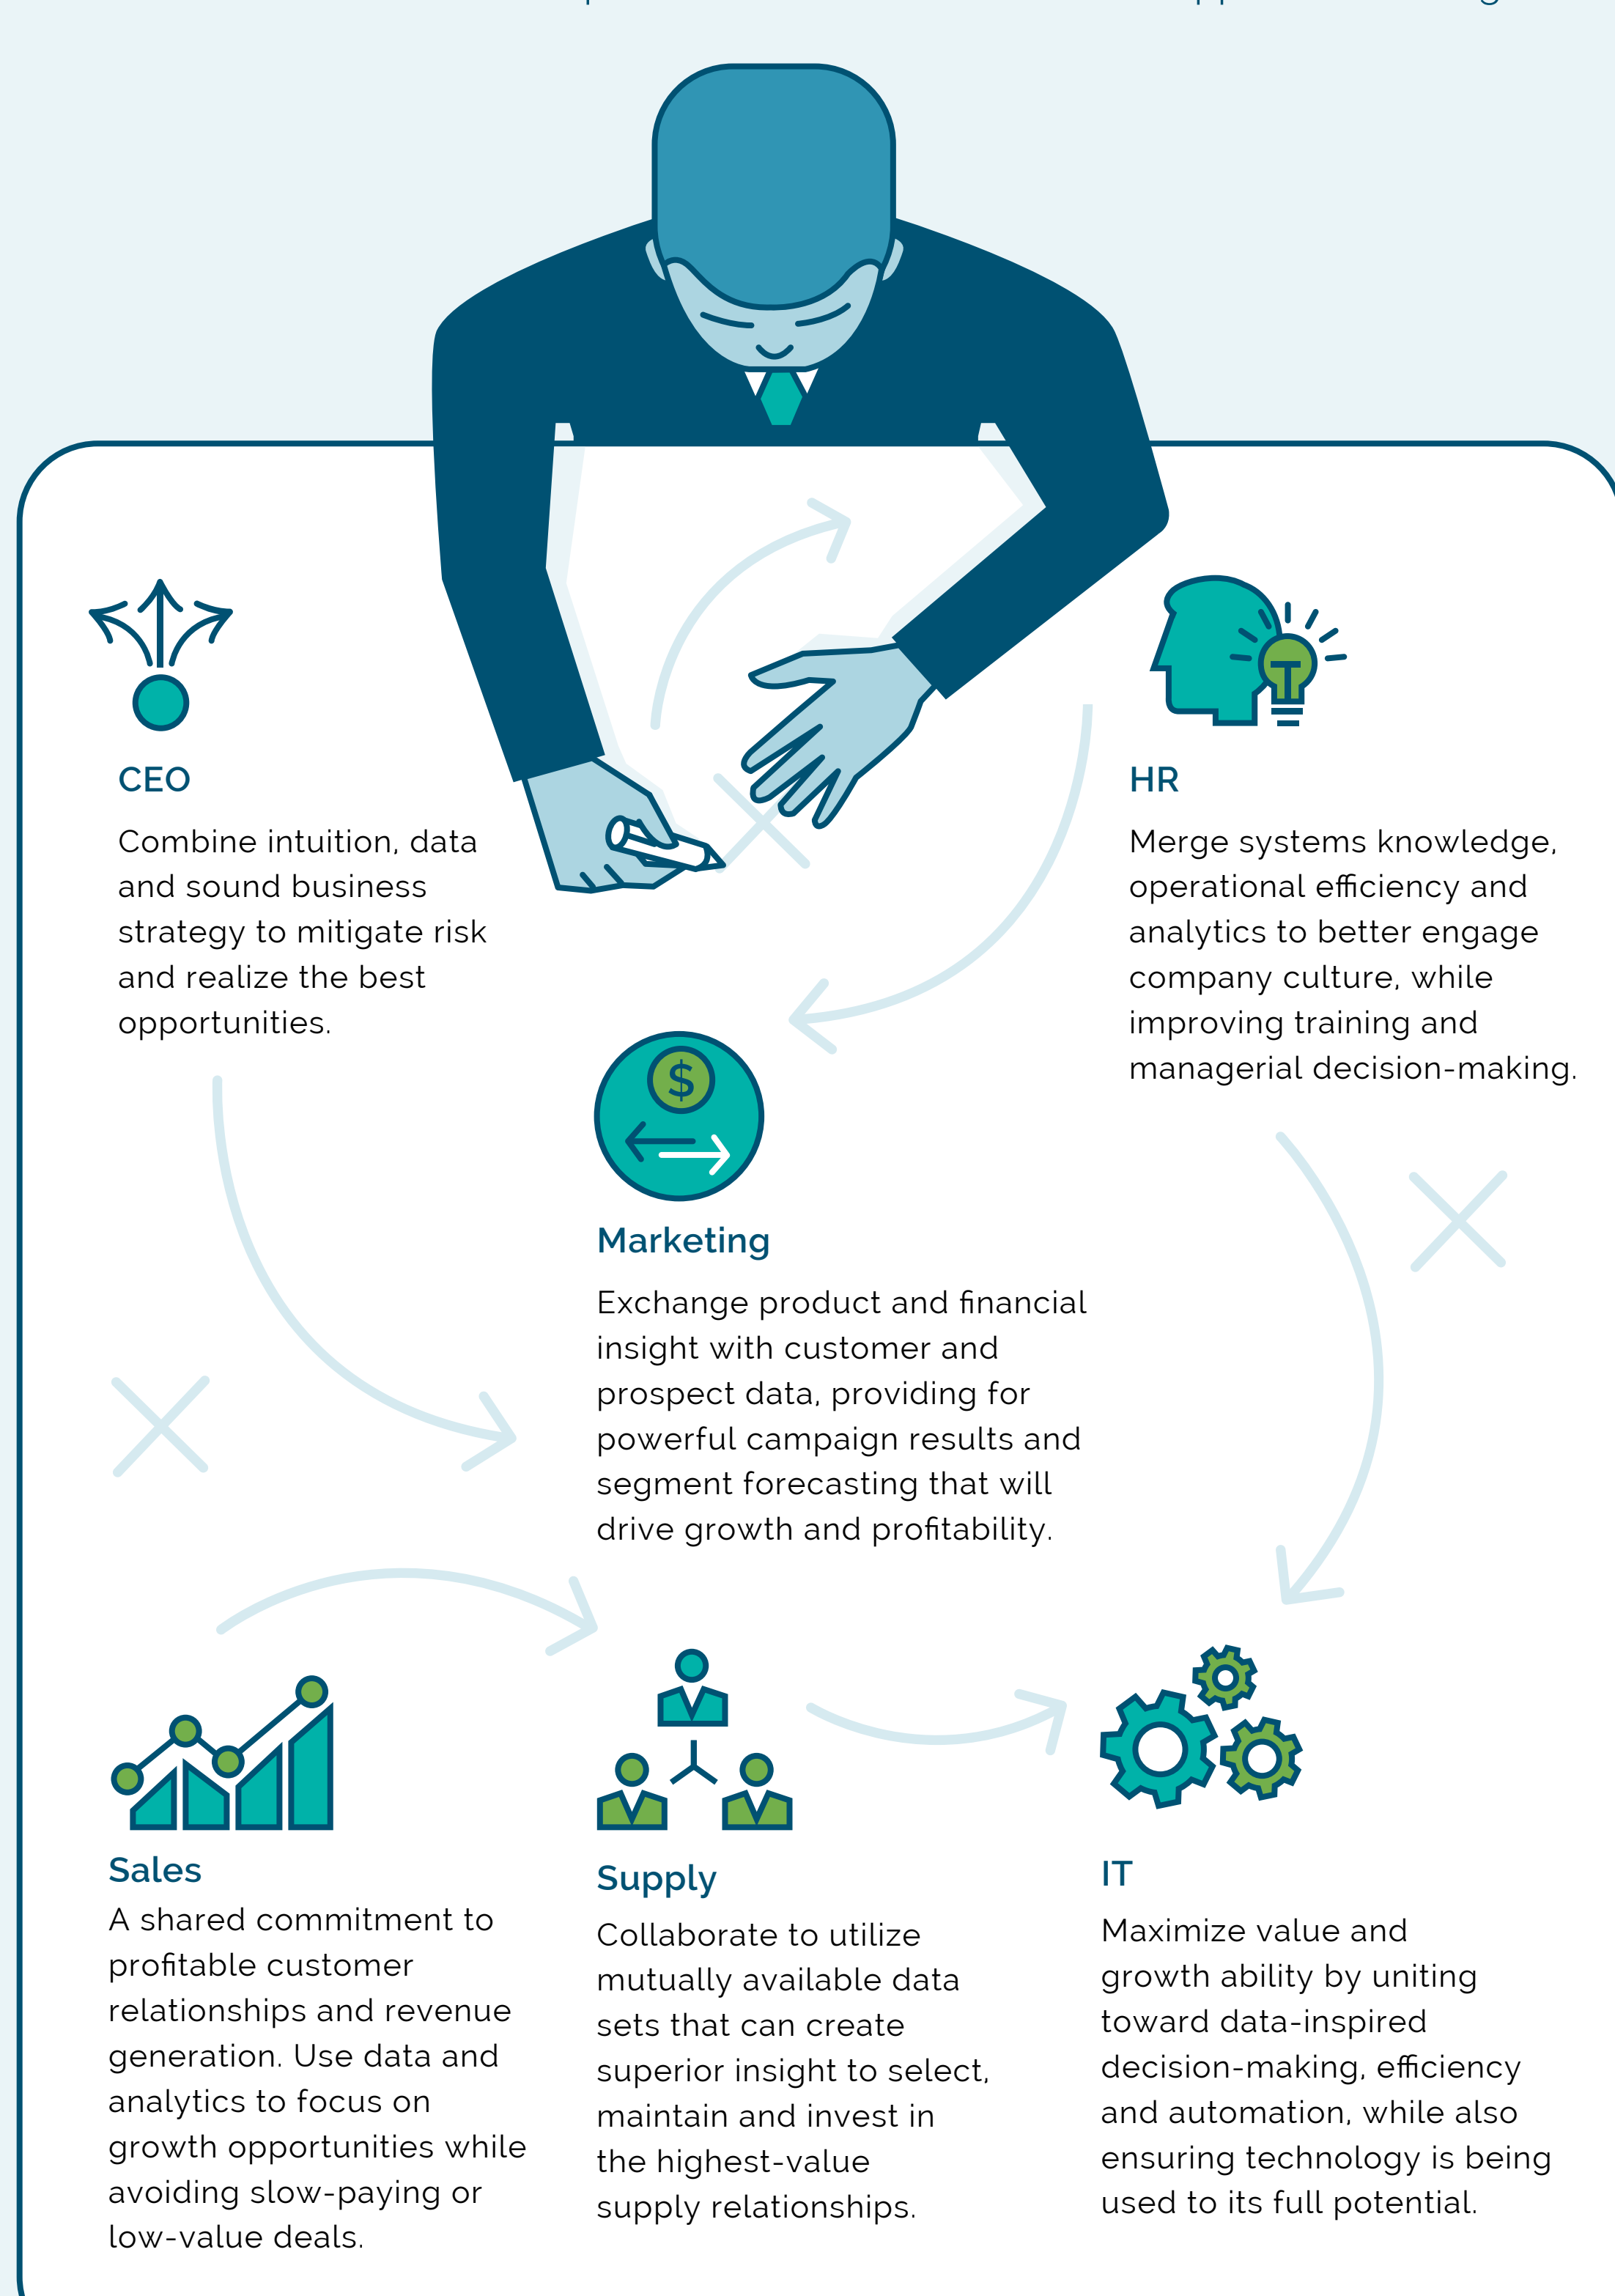 CEO
Combine intuition, data
and sound business
strategy to mitigate risk
and realize the best
opportunities.
HR
Merge systems knowledge,
operational efficiency and
analytics to better engage
company culture, while
improving training and
managerial decision-making.
$
Marketing
Exchange product and financial
insight with customer and
prospect data, providing for
powerful campaign results and
segment forecasting that will
drive growth and profitability.
Sales
A shared commitment to
profitable customer
relationships and revenue
generation. Use data and
analytics to focus on
growth opportunities while
avoiding slow-paying or
low-value deals.
Supply
Collaborate to utilize
mutually available data
sets that can create
superior insight to select,
maintain and invest in
the highest-value
supply relationships.
IT
Maximize value and
growth ability by uniting
toward data-inspired
decision-making, efficiency
and automation, while also
ensuring technology is being
used to its full potential.